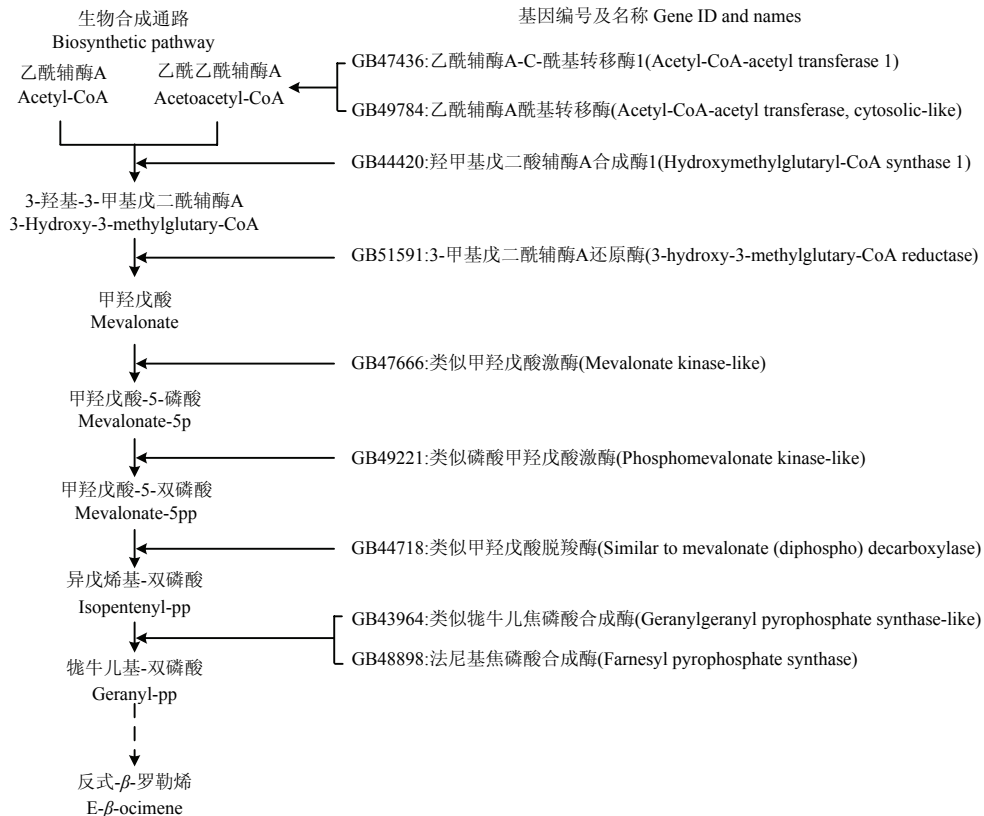 生物合成通路
Biosynthetic pathway
基因编号及名称 Gene ID and names
乙酰辅酶A
Acetyl-CoA
乙酰乙酰辅酶A
Acetoacetyl-CoA
GB47436:乙酰辅酶A-C-酰基转移酶1(Acetyl-CoA-acetyl transferase 1)
GB49784:乙酰辅酶A酰基转移酶(Acetyl-CoA-acetyl transferase, cytosolic-like)
GB44420:羟甲基戊二酸辅酶A合成酶1(Hydroxymethylglutaryl-CoA synthase 1)
3-羟基-3-甲基戊二酰辅酶A
3-Hydroxy-3-methylglutary-CoA
GB51591:3-甲基戊二酰辅酶A还原酶(3-hydroxy-3-methylglutary-CoA reductase)
甲羟戊酸
Mevalonate
GB47666:类似甲羟戊酸激酶(Mevalonate kinase-like)
甲羟戊酸-5-磷酸
Mevalonate-5p
GB49221:类似磷酸甲羟戊酸激酶(Phosphomevalonate kinase-like)
甲羟戊酸-5-双磷酸
Mevalonate-5pp
GB44718:类似甲羟戊酸脱羧酶(Similar to mevalonate (diphospho) decarboxylase)
异戊烯基-双磷酸
Isopentenyl-pp
GB43964:类似牻牛儿焦磷酸合成酶(Geranylgeranyl pyrophosphate synthase-like)
GB48898:法尼基焦磷酸合成酶(Farnesyl pyrophosphate synthase)
牻牛儿基-双磷酸
Geranyl-pp
反式-β-罗勒烯
E-β-ocimene